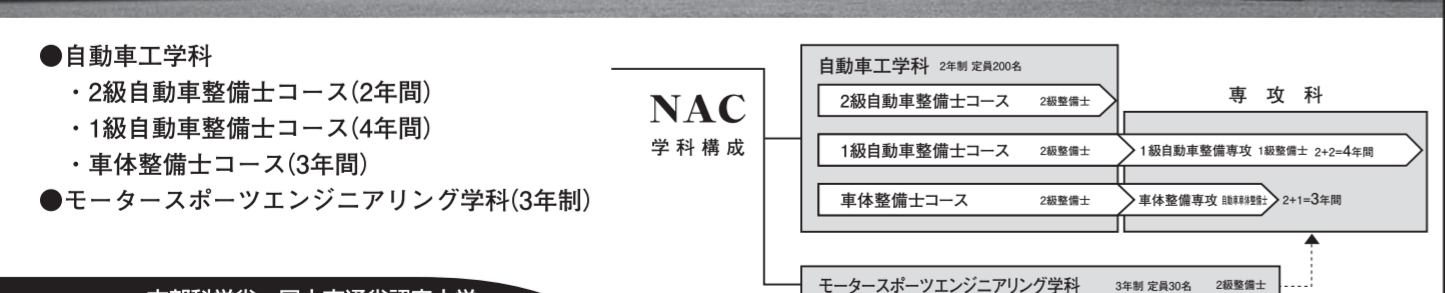 ●自動車工学科
・2級自動車整備士コース(2年間)
・1級自動車整備士コース(4年間)
・車体整備士コース(3年間)
●モータースポーツエンジニアリング学科(3年制)
NAC
学科構成
自動車工学科 2年制 定員200名
2級自動車整備士コース 2級整備士
専攻科
1級自動車整備士コース 2級整備士 1級自動車整備専攻 1級整備士 2+2=4年間
車体整備士コース 2級整備士 車体整備専攻 自動車車体整備士 2+1=3年間
モータースポーツエンジニアリング学科 3年制 定員30名 2級整備士